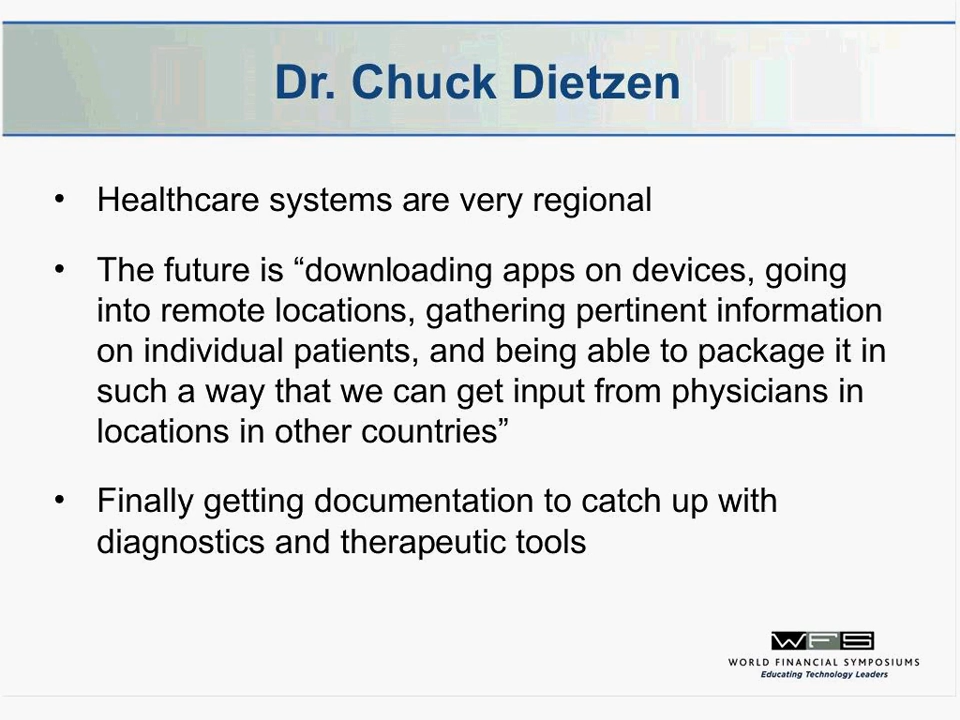 Dr. Chuck Dietzen
• Healthcare systems are very regional
• The future is “downloading apps on devices, going
into remote locations, gathering pertinent information
on individual patients, and being able to package it in
such a way that we can get input from physicians in
locations in other countries”
• Finally getting documentation to catch up with
diagnostics and therapeutic tools
WFS
WORLD FINANCIAL SYMPOSIUMS
Educating Technology Leaders